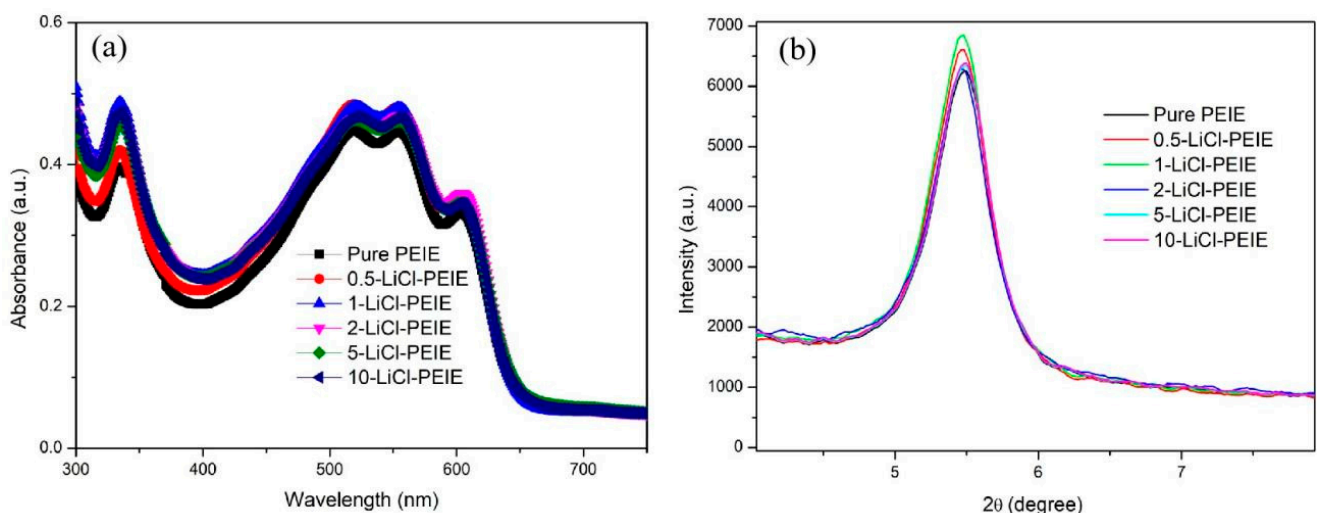 (a)
0.6
0.4
0.2
0.0
Absorbance (a.u.)
Pure PEIE
0.5-LiCl-PEIE
1-LiCl-PEIE
2-LiCl-PEIE
5-LiCl-PEIE
10-LiCl-PEIE
300 400 500 600 700
Wavelength (nm)
(b)
7000
6000
5000
4000
3000
2000
1000
0
Intensity (a.u.)
Pure PEIE
0.5-LiCl-PEIE
1-LiCl-PEIE
2-LiCl-PEIE
5-LiCl-PEIE
10-LiCl-PEIE
5 6 7
2θ (degree)